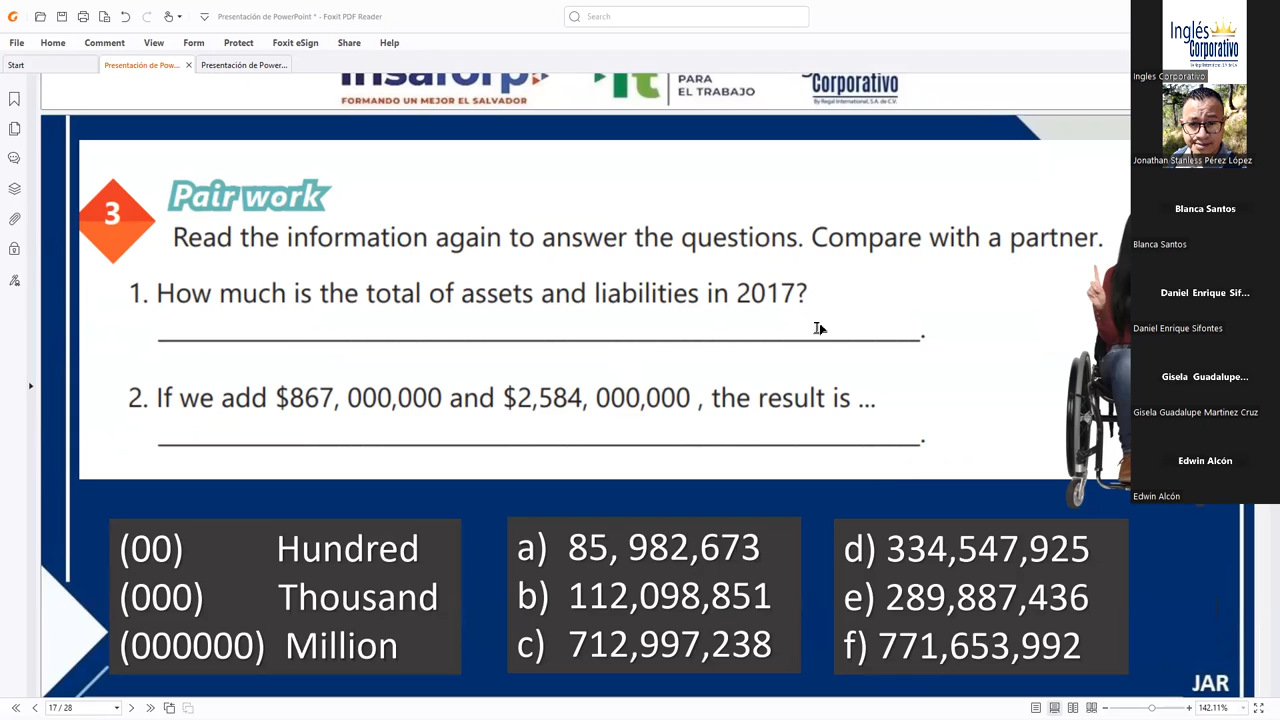 Presentación de PowerPoint * - Foxit PDF Reader
Search
File Home Comment View Form Protect Foxit eSign Share Help
Start
Presentación de Pow...
Presentación de Power...
FORMANDO UN MEJOR EL SALVADOR
PARA
EL TRABAJO
Corporativo
By Regal International, S.A. de C.V.
3
Pair work
Read the information again to answer the questions. Compare with a partner.
1. How much is the total of assets and liabilities in 2017?
2. If we add $867, 000,000 and $2,584, 000,000 , the result is ...
(00) Hundred
(000) Thousand
(000000) Million
a) 85, 982,673
b) 112,098,851
c) 712,997,238
d) 334,547,925
e) 289,887,436
f) 771,653,992
JAR
17 / 28
142.11%
Inglés
Corporativo
Ingles Corporativo
Jonathan Stanless Pérez López
Blanca Santos
Blanca Santos
Daniel Enrique Sif...
Daniel Enrique Sifontes
Gisela Guadalupe...
Gisela Guadalupe Martinez Cruz
Edwin Alcón
Edwin Alcón